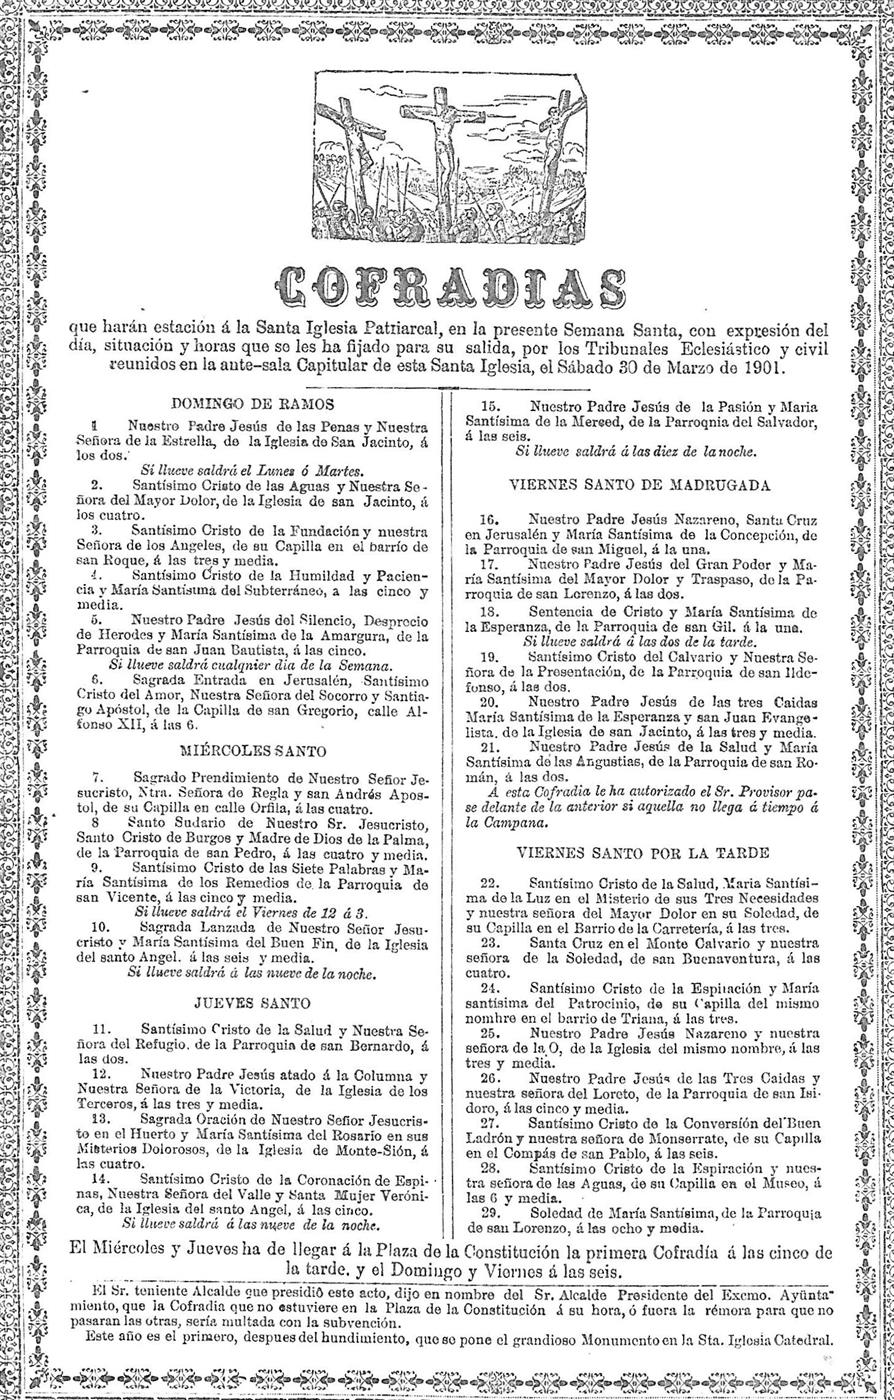 COFRADIAS
que harán estación á la Santa Iglesia Patriarcal, en la presente Semana Santa, con expresión del
día, situación y horas que se les ha fijado para su salida, por los Tribunales Eclesiástico y civil
reunidos en la ante-sala Capitular de esta Santa Iglesia, el Sábado 30 de Marzo de 1901.
DOMINGO DE RAMOS
1 Nuestro Padre Jesús de las Penas y Nuestra
Señora de la Estrella, de la Iglesia de San Jacinto, á
los dos.
Si llueve saldrá el Lunes ó Martes.
2. Santísimo Cristo de las Aguas y Nuestra Se-
ñora del Mayor Dolor, de la Iglesia de san Jacinto, á
los cuatro.
3. Santísimo Cristo de la Fundación y nuestra
Señora de los Angeles, de su Capilla en el barrío de
san Roque, á las tres y media.
4. Santísimo Cristo de la Humildad y Pacien-
cia y María Santísima del Subterráneo, a las cinco y
media.
5. Nuestro Padre Jesús del Silencio, Desprecio
de Herodes y María Santísima de la Amargura, de la
Parroquia de san Juan Bautista, á las cinco.
Si llueve saldrá cualqnier dia de la Semana.
6. Sagrada Entrada en Jerusalén, Santísimo
Cristo del Amor, Nuestra Señora del Socorro y Santia-
go Apóstol, de la Capilla de san Gregorio, calle Al-
fonso XII, á las 6.
MIÉRCOLES SANTO
7. Sagrado Prendimiento de Nuestro Señor Je-
sucristo, Ntra. Señora de Regla y san Andrés Apos-
tol, de su Capilla en calle Orfila, á las cuatro.
8 Santo Sudario de Nuestro Sr. Jesucristo,
Santo Cristo de Burgos y Madre de Dios de la Palma,
de la Parroquia de san Pedro, á las cuatro y media.
9. Santísimo Cristo de las Siete Palabras y Ma-
ría Santísima de los Remedios de la Parroquia de
san Vicente, á las cinco y media.
Si llueve saldrá el Viernes de 12 á 3.
10. Sagrada Lanzada de Nuestro Señor Jesu-
cristo y María Santísima del Buen Fin, de la Iglesia
del santo Angel. á las seis y media.
Si llueve saldrá á las nueve de la noche.
JUEVES SANTO
11. Santísimo Cristo de la Salud y Nuestra Se-
ñora del Refugio, de la Parroquia de san Bernardo, á
las dos.
12. Nuestro Padre Jesús atado á la Columna y
Nuestra Señora de la Victoria, de la Iglesia de los
Terceros, á las tres y media.
13. Sagrada Oración de Nuestro Señor Jesucris-
to en el Huerto y María Santísima del Rosario en sus
Misterios Dolorosos, de la Iglesia de Monte-Sión, á
las cuatro.
14. Santísimo Cristo de la Coronación de Espi-
nas, Nuestra Señora del Valle y Santa Mujer Veróni-
ca, de la Iglesia del santo Angel, á las cinco.
Si llueve saldrá á las nueve de la noche.
15. Nuestro Padre Jesús de la Pasión y Maria
Santísima de la Mersed, de la Parroqnia del Salvador,
á las seis.
Si llueve saldrá á las diez de la noche.
VIERNES SANTO DE MADRUGADA
16. Nuestro Padre Jesús Nazareno, Santa Cruz
en Jerusalén y María Santísima de la Concepción, de
la Parroquia de san Miguel, á la una.
17. Nuestro Padre Jesús del Gran Poder y Ma-
ría Santísima del Mayor Dolor y Traspaso, de la Pa-
rroquia de san Lorenzo, á las dos.
18. Sentencia de Cristo y María Santísima de
la Esperanza, de la Parroquia de san Gil. á la una.
Si llueve saldrá á las dos de la tarde.
19. Santísimo Cristo del Calvario y Nuestra Se-
ñora de la Presentación, de la Parroquia de san Ilde-
fonso, á las dos.
20. Nuestro Padre Jesús de las tres Caidas
María Santísima de la Esperanza y san Juan Evange-
lista. de la Iglesia de san Jacinto, á las tres y media.
21. Nuestro Padre Jesús de la Salud y María
Santísima de las Angustias, de la Parroquia de san Ro-
mán, á las dos.
A esta Cofradia le ha autorizado el Sr. Provisor pa-
se delante de la anterior si aquella no llega á tiempo á
la Campana.
VIERNES SANTO POR LA TARDE
22. Santísimo Cristo de la Salud, Maria Santísi-
ma de la Luz en el Misterio de sus Tres Necesidades
y nuestra señora del Mayor Dolor en su Soledad, de
su Capilla en el Barrio de la Carretería, á las tres.
23. Santa Cruz en el Monte Calvario y nuestra
señora de la Soledad, de san Buenaventura, á las
cuatro.
24. Santísimo Cristo de la Espiración y María
santísima del Patrocinio, de su Capilla del mismo
nombre en el barrio de Triana, á las tres.
25. Nuestro Padre Jesús Nazareno y nuestra
señora de la O, de la Iglesia del mismo nombre, á las
tres y media.
26. Nuestro Padre Jesús de las Tres Caidas y
nuestra señora del Loreto, de la Parroquia de san Isi-
doro, á las cinco y media.
27. Santísimo Cristo de la Conversión del Buen
Ladrón y nuestra señora de Monserrate, de su Capilla
en el Compás de san Pablo, á las seis.
28. Santísimo Cristo de la Espiración y nues-
tra señora de las Aguas, de su Capilla en el Museo, á
las 6 y media.
29. Soledad de María Santísima, de la Parroquia
de san Lorenzo, á las ocho y media.
El Miércoles y Jueves ha de llegar á la Plaza de la Constitución la primera Cofradía á las cinco de
la tarde. y el Domingo y Viernes á las seis.
El Sr. teniente Alcalde que presidió este acto, dijo en nombre del Sr. Alcalde Presidente del Excmo. Ayunta-
miento, que la Cofradia que no estuviere en la Plaza de la Constitución á su hora, ó fuera la rémora para que no
pasaran las otras, sería multada con la subvención.
Este año es el primero, despues del hundimiento, que se pone el grandioso Monumento en la Sta. Iglesia Catedral.